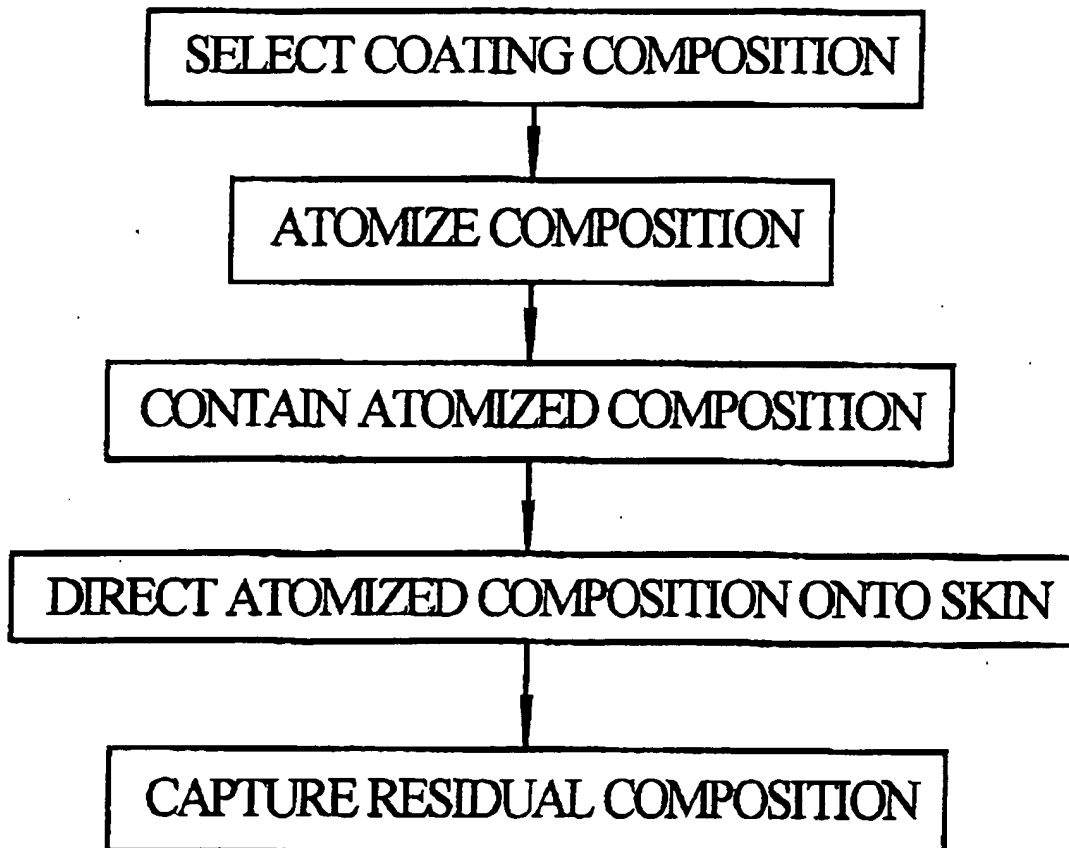 SELECT COATING COMPOSITION
ATOMIZE COMPOSITION
CONTAIN ATOMIZED COMPOSITION
DIRECT ATOMIZED COMPOSITION ONTO SKIN
CAPTURE RESIDUAL COMPOSITION